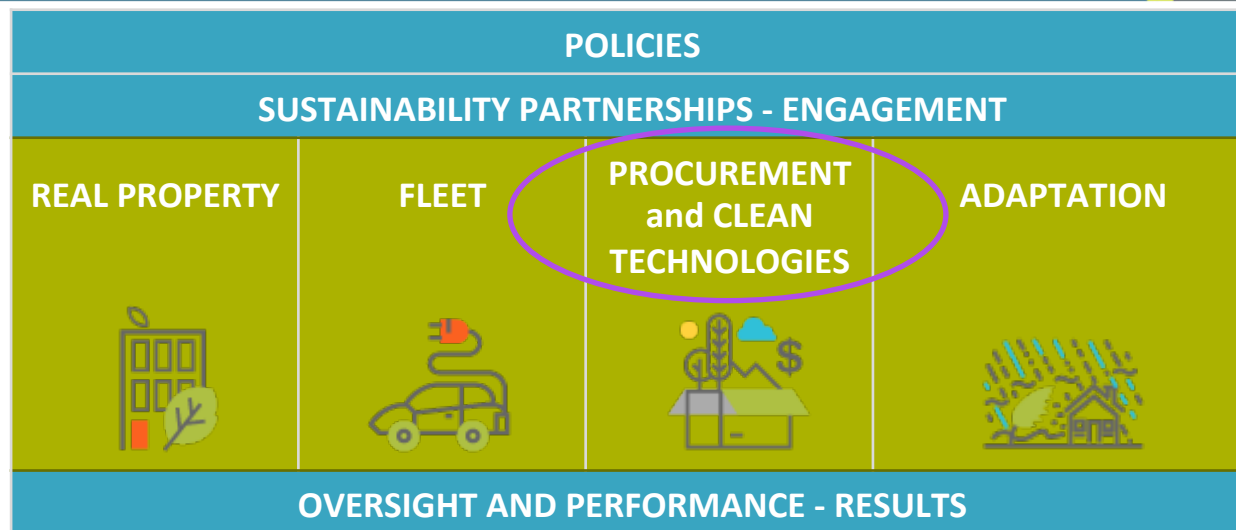 POLICIES
SUSTAINABILITY PARTNERSHIPS - ENGAGEMENT
REAL PROPERTY
FLEET
PROCUREMENT
and CLEAN
TECHNOLOGIES
ADAPTATION
$
OVERSIGHT AND PERFORMANCE - RESULTS